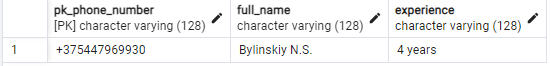 pk_phone_number full_name experience
[PK] character varying (128) character varying (128) character varying (128)
1 +375447969930 Bylinskiy N.S. 4 years